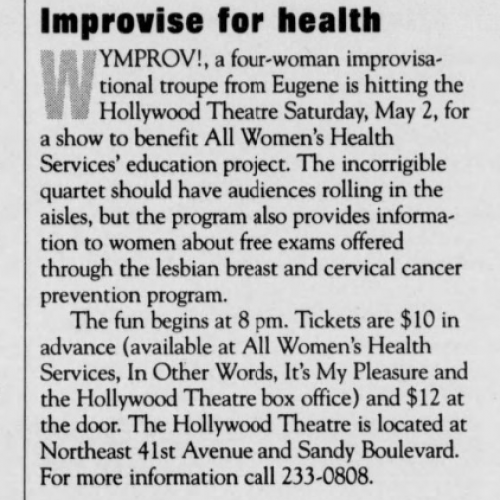 Improvise for health
WYMPROV!, a four-woman improvisa-
tional troupe from Eugene is hitting the
Hollywood Theatre Saturday, May 2, for
a show to benefit All Women's Health
Services' education project. The incorrigible
quartet should have audiences rolling in the
aisles, but the program also provides informa-
tion to women about free exams offered
through the lesbian breast and cervical cancer
prevention program.
The fun begins at 8 pm. Tickets are $10 in
advance (available at All Women's Health
Services, In Other Words, It's My Pleasure and
the Hollywood Theatre box office) and $12 at
the door. The Hollywood Theatre is located at
Northeast 41st Avenue and Sandy Boulevard.
For more information call 233-0808.